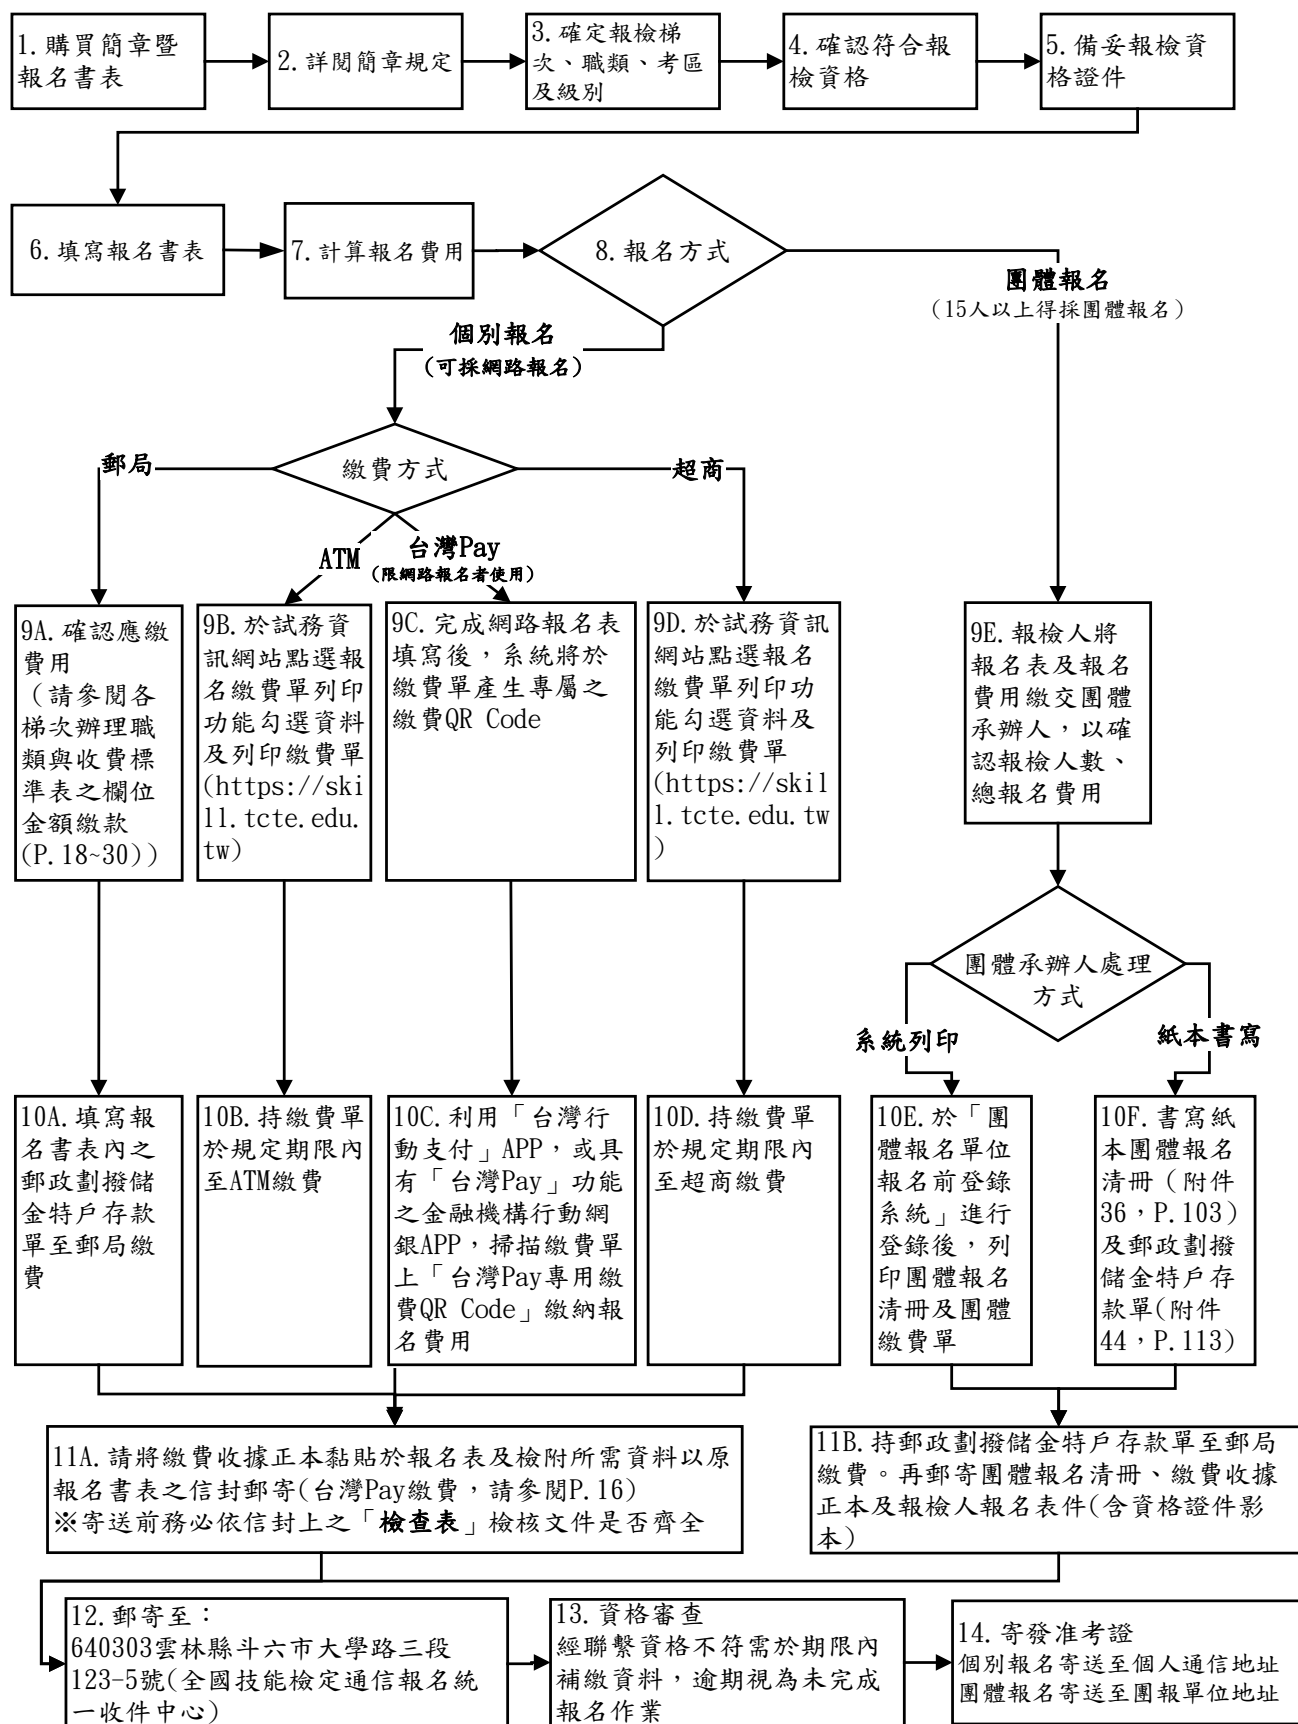 1.購買簡章暨
報名書表
2.詳閱簡章規定
3.確定報檢梯
次、職類、考區
及級別
4.確認符合報
檢資格
5.備妥報檢資
格證件
6.填寫報名書表
7.計算報名費用
8.報名方式
團體報名
(15人以上得採團體報名)
個別報名
(可採網路報名)
繳費方式
郵局
超商
ATM
台灣Pay
(限網路報名者使用)
9A.確認應繳
費用
(請參閱各
梯次辦理職
類與收費標
準表之欄位
金額繳款
(P.18~30))
9B.於試務資
訊網站點選報
名繳費單列印
功能勾選資料
及列印繳費單
(https://ski
ll.tcte.edu.
tw)
9C.完成網路報名表
填寫後，系統將於
繳費單產生專屬之
繳費QR Code
9D.於試務資訊
網站點選報名
繳費單列印功
能勾選資料及
列印繳費單
(https://skil
l.tcte.edu.tw
)
9E.報檢人將
報名表及報名
費用繳交團體
承辦人，以確
認報檢人數、
總報名費用
團體承辦人處理
方式
系統列印
紙本書寫
10A.填寫報
名書表內之
郵政劃撥儲
金特戶存款
單至郵局繳
費
10B.持繳費單
於規定期限內
至ATM繳費
10C.利用「台灣行
動支付」APP，或具
有「台灣Pay」功能
之金融機構行動網
銀APP，掃描繳費單
上「台灣Pay專用繳
費QR Code」繳納報
名費用
10D.持繳費單
於規定期限內
至超商繳費
10E.於「團
體報名單位
報名前登錄
系統」進行
登錄後，列
印團體報名
清冊及團體
繳費單
10F.書寫紙
本團體報名
清冊（附件
36，P.103)
及郵政劃撥
儲金特戶存
款單(附件
44，P.113)
11A.請將繳費收據正本黏貼於報名表及檢附所需資料以原
報名書表之信封郵寄(台灣Pay繳費，請參閱P.16)
※寄送前務必依信封上之「檢查表」檢核文件是否齊全
11B.持郵政劃撥儲金特戶存款單至郵局
繳費。再郵寄團體報名清冊、繳費收據
正本及報檢人報名表件(含資格證件影
本)
12.郵寄至：
640303雲林縣斗六市大學路三段
123-5號(全國技能檢定通信報名統
一收件中心)
13.資格審查
經聯繫資格不符需於期限內
補繳資料，逾期視為未完成
報名作業
14.寄發准考證
個別報名寄送至個人通信地址
團體報名寄送至團報單位地址